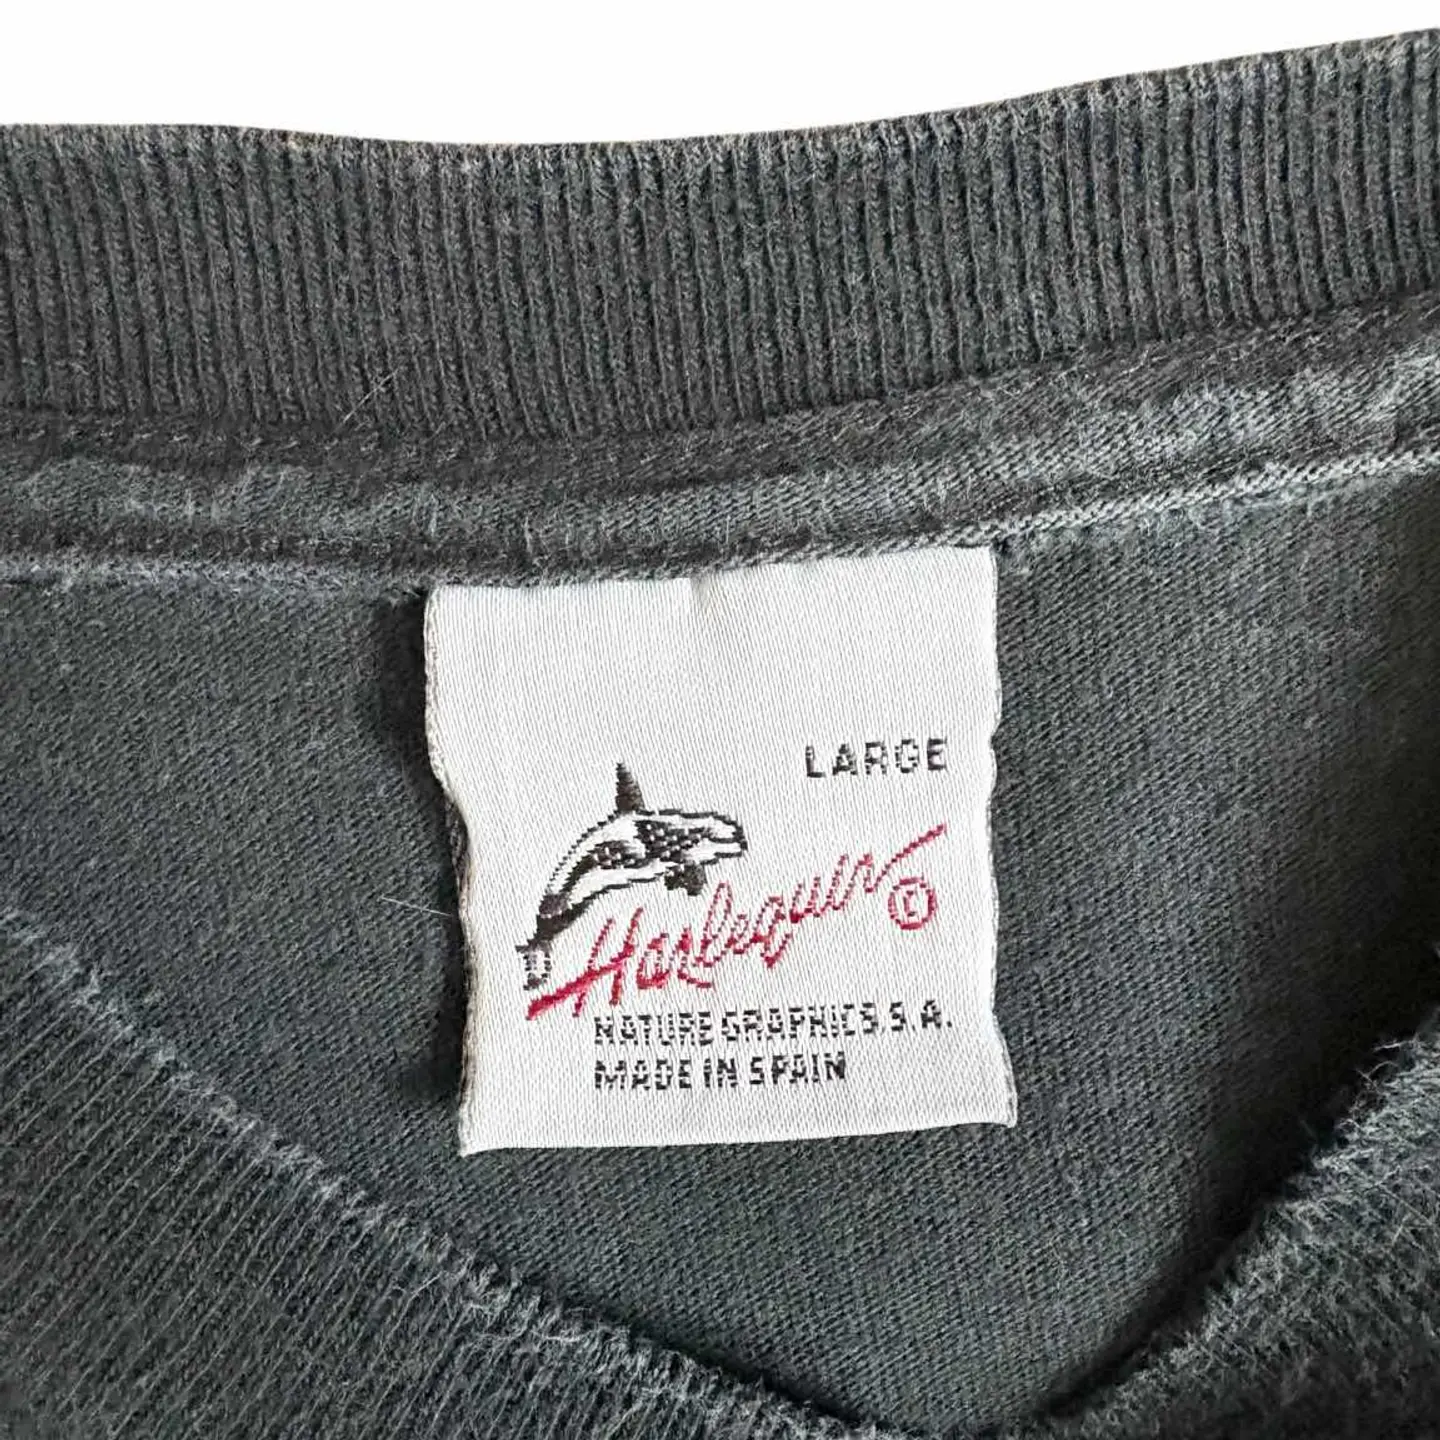 LARGE
Harlequin ©
NATURE GRAPHICS S.A.
MADE IN SPAIN